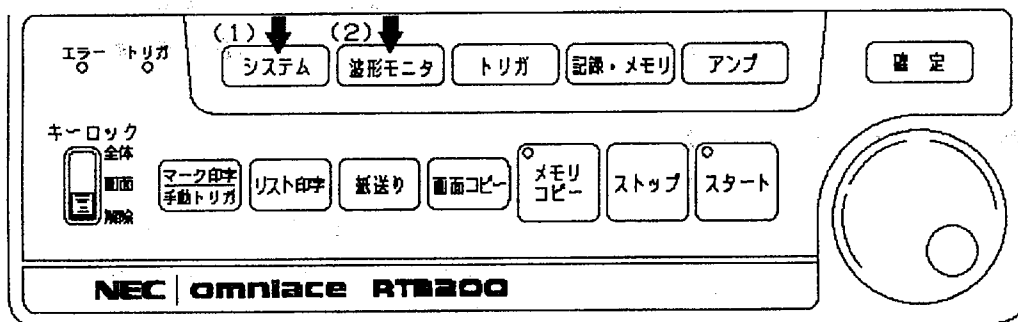 (1) (2)
エラー トリガ
システム 波形モニタ トリガ 記録・メモリ アンプ 確定
キーロック
全体
画面
解除
マーク印字
手動トリガ
リスト印字 紙送り 画面コピー
メモリ
コピー
ストップ スタート
NEC omniace RT3200